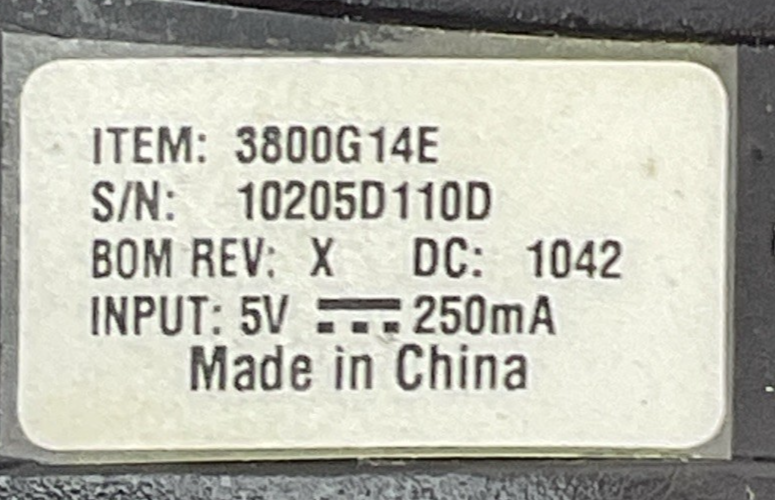 ITEM: 3800G14E
S/N: 10205D110D
BOM REV: X DC: 1042
INPUT: 5V ⎓ 250mA
Made in China